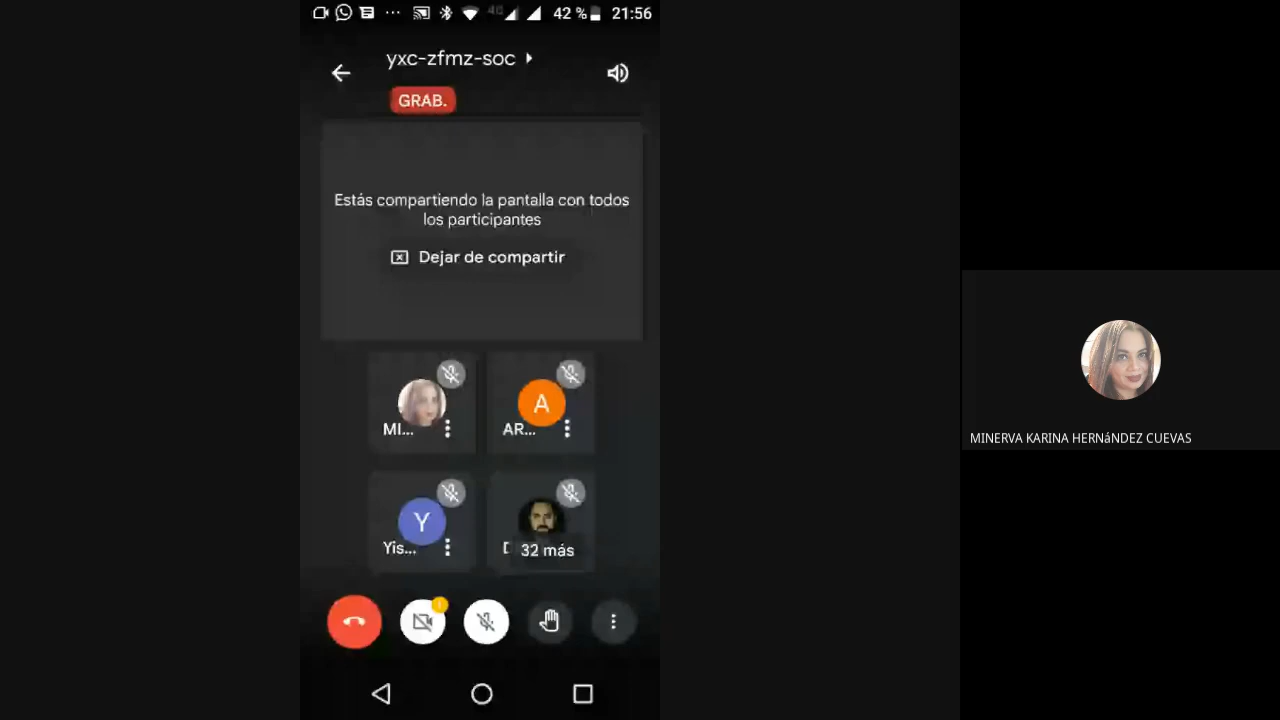 42 % 21:56
yxc-zfmz-soc
GRAB.
Estás compartiendo la pantalla con todos
los participantes
Dejar de compartir
MI...
A
AR...
Y
Yis...
32 más
MINERVA KARINA HERNáNDEZ CUEVAS